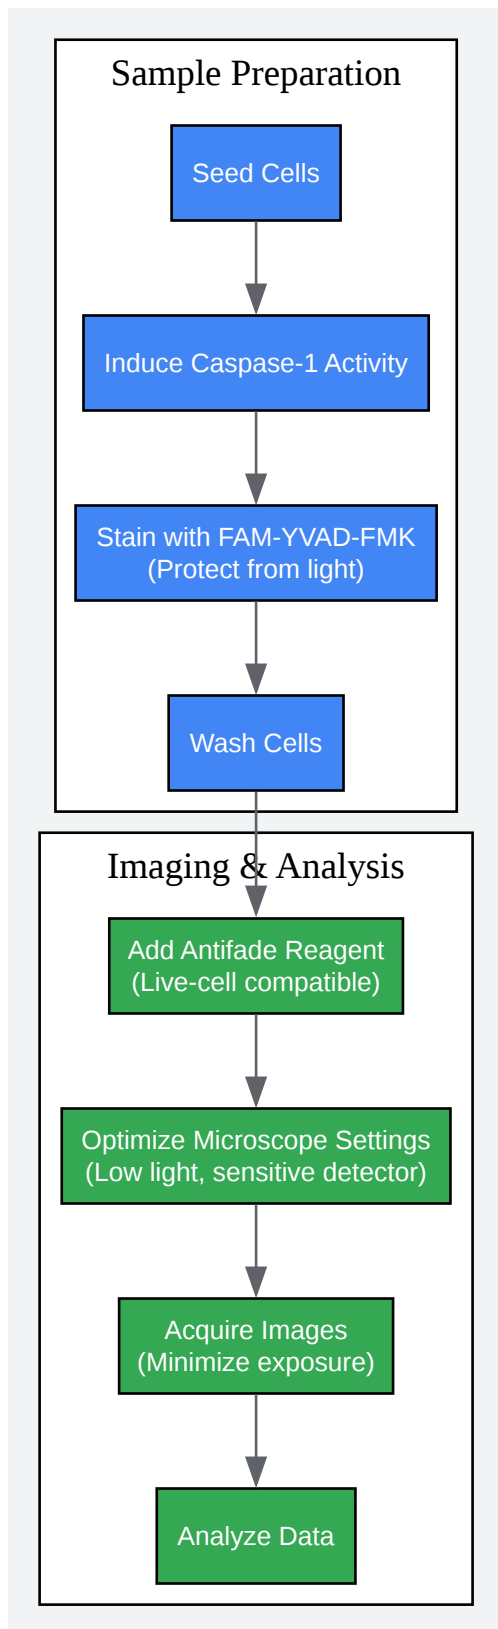 Sample Preparation
Seed Cells
Induce Caspase-1 Activity
Stain with FAM-YVAD-FMK
(Protect from light)
Wash Cells
Imaging & Analysis
Add Antifade Reagent
(Live-cell compatible)
Optimize Microscope Settings
(Low light, sensitive detector)
Acquire Images
(Minimize exposure)
Analyze Data